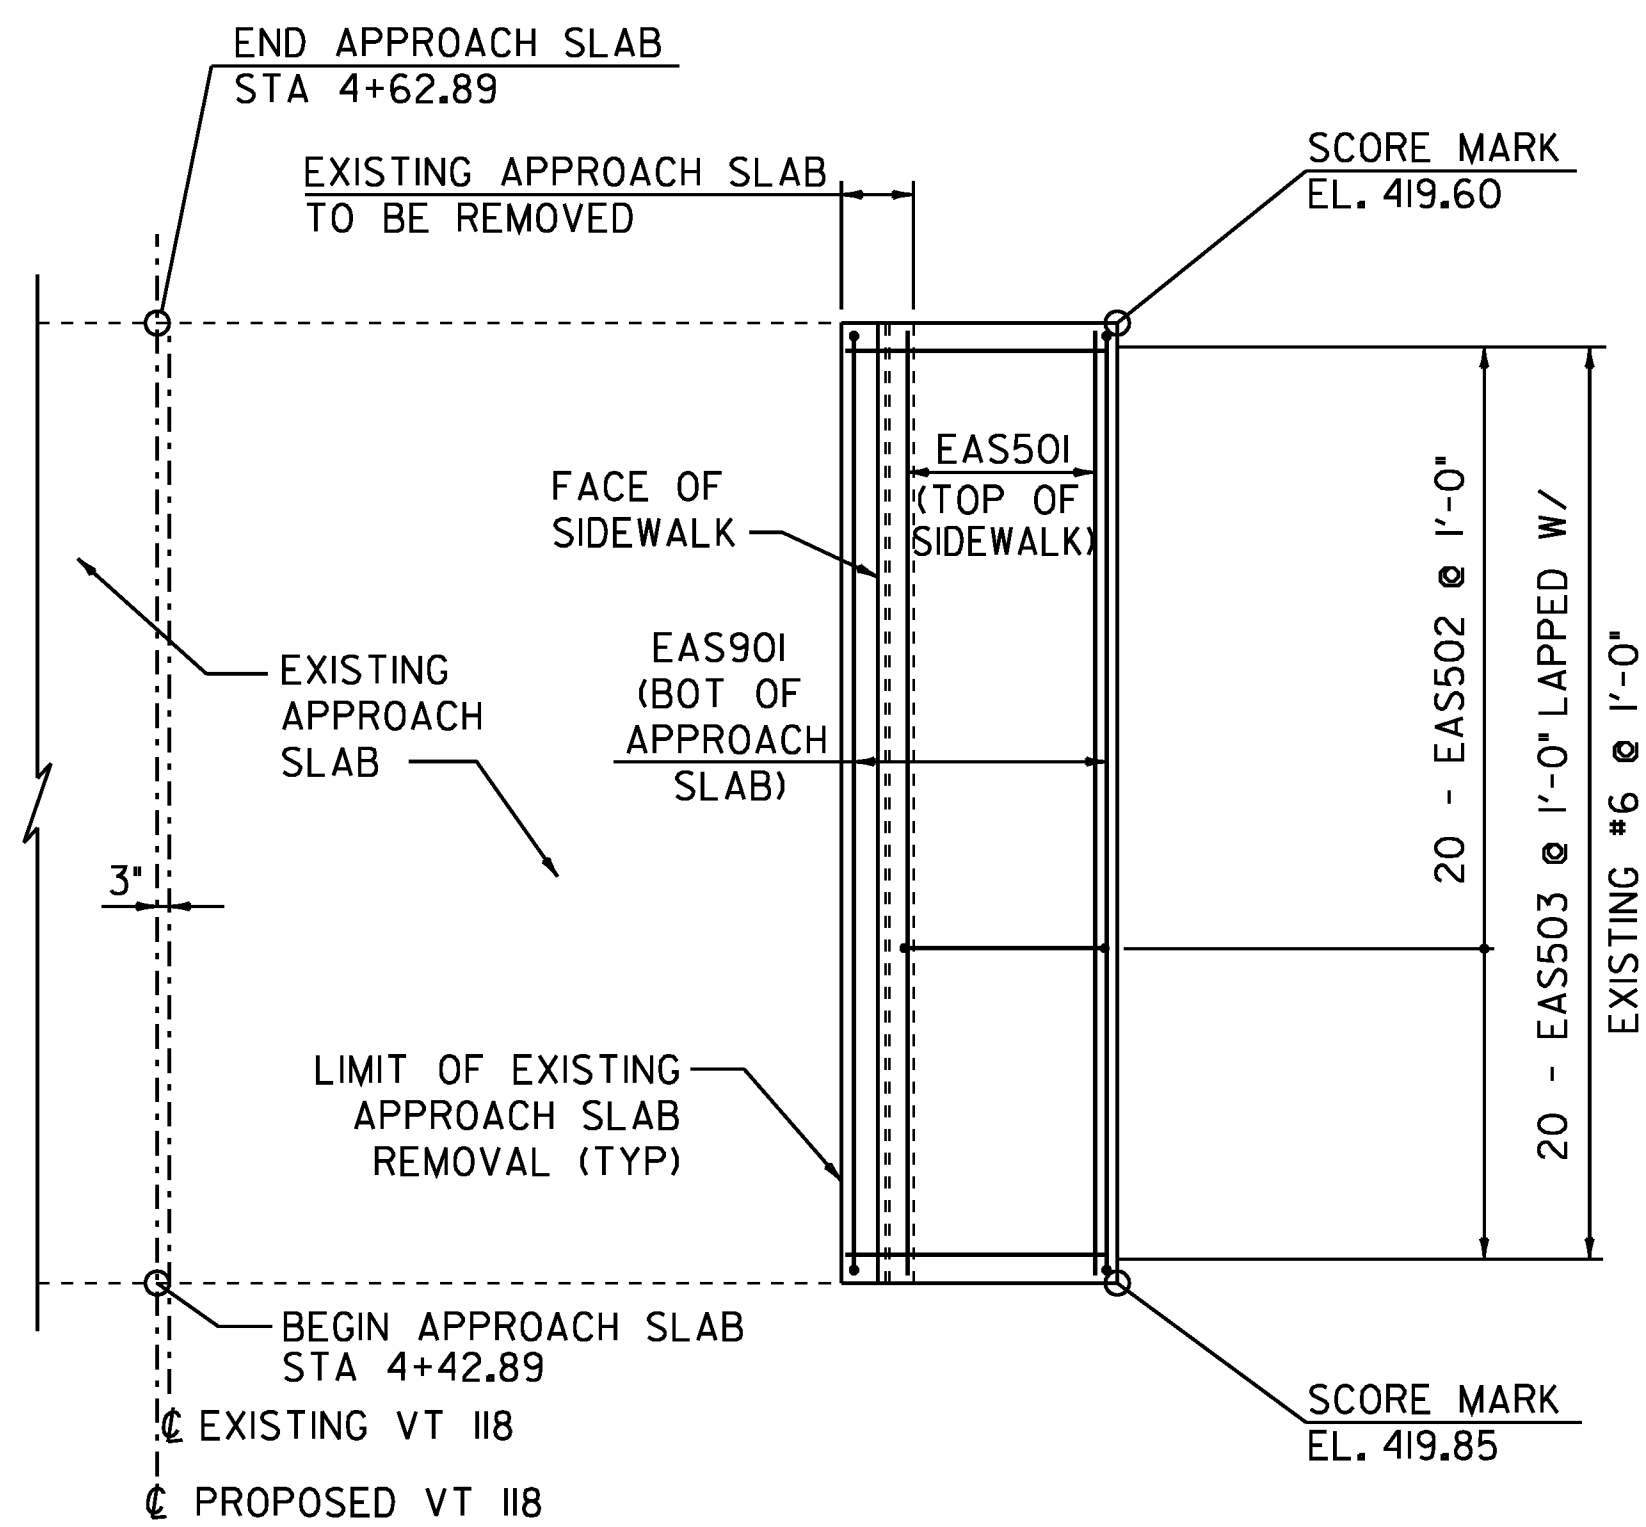 END APPROACH SLAB
STA 4+62.89
EXISTING APPROACH SLAB
TO BE REMOVED
SCORE MARK
EL. 419.60
EAS501
(TOP OF
SIDEWALK)
FACE OF
SIDEWALK
EAS901
(BOT OF
APPROACH
SLAB)
EXISTING
APPROACH
SLAB
3"
20 - EAS502 @ 1'-0"
20 - EAS503 @ 1'-0" LAPPED W/
EXISTING #6 @ 1'-0"
LIMIT OF EXISTING
APPROACH SLAB
REMOVAL (TYP)
BEGIN APPROACH SLAB
STA 4+42.89
℄ EXISTING VT 118
℄ PROPOSED VT 118
SCORE MARK
EL. 419.85